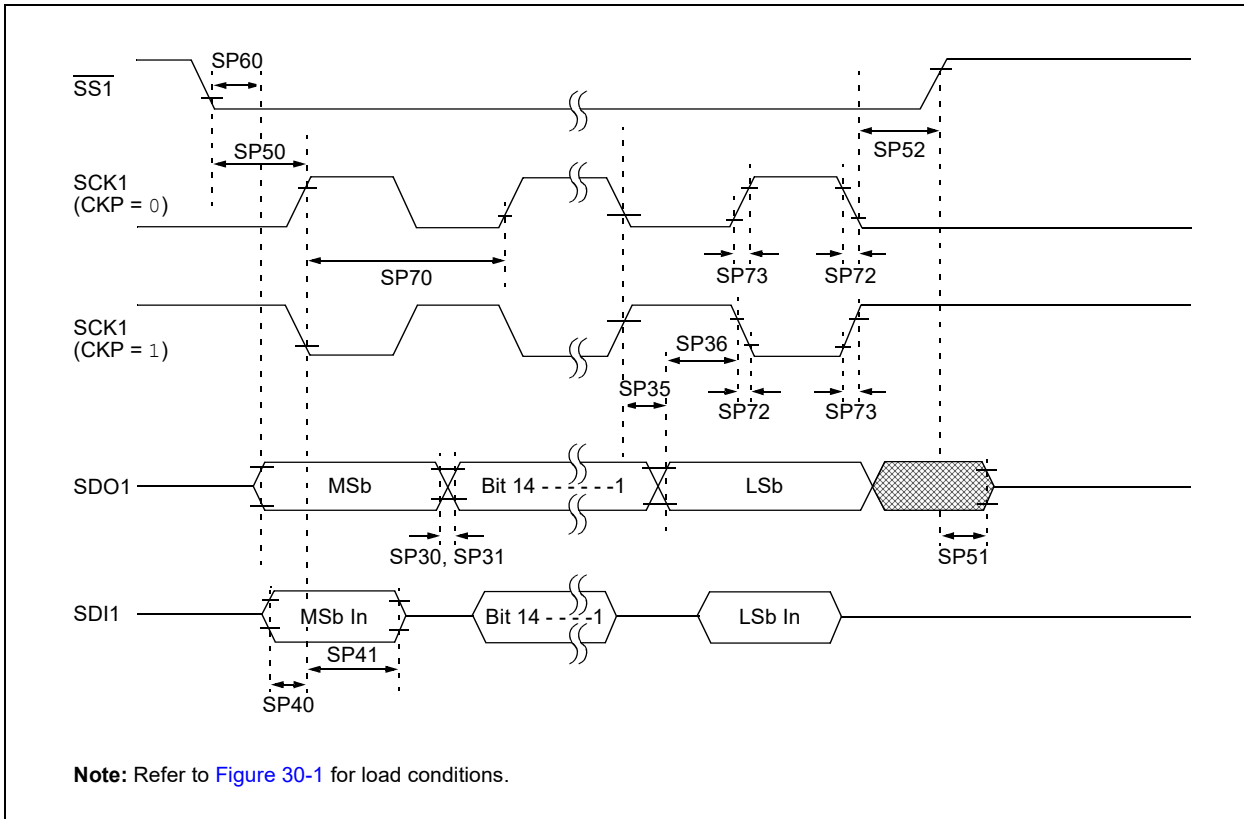 SP60
SS1
SP50
SP52
SCK1
(CKP = 0)
SP70
SP73
SP72
SCK1
(CKP = 1)
SP36
SP35
SP72
SP73
SDO1
MSb
Bit 14 - - - - - -1
LSb
SP30, SP31
SP51
SDI1
MSb In
Bit 14 - - - -1
LSb In
SP41
SP40
Note: Refer to Figure 30-1 for load conditions.